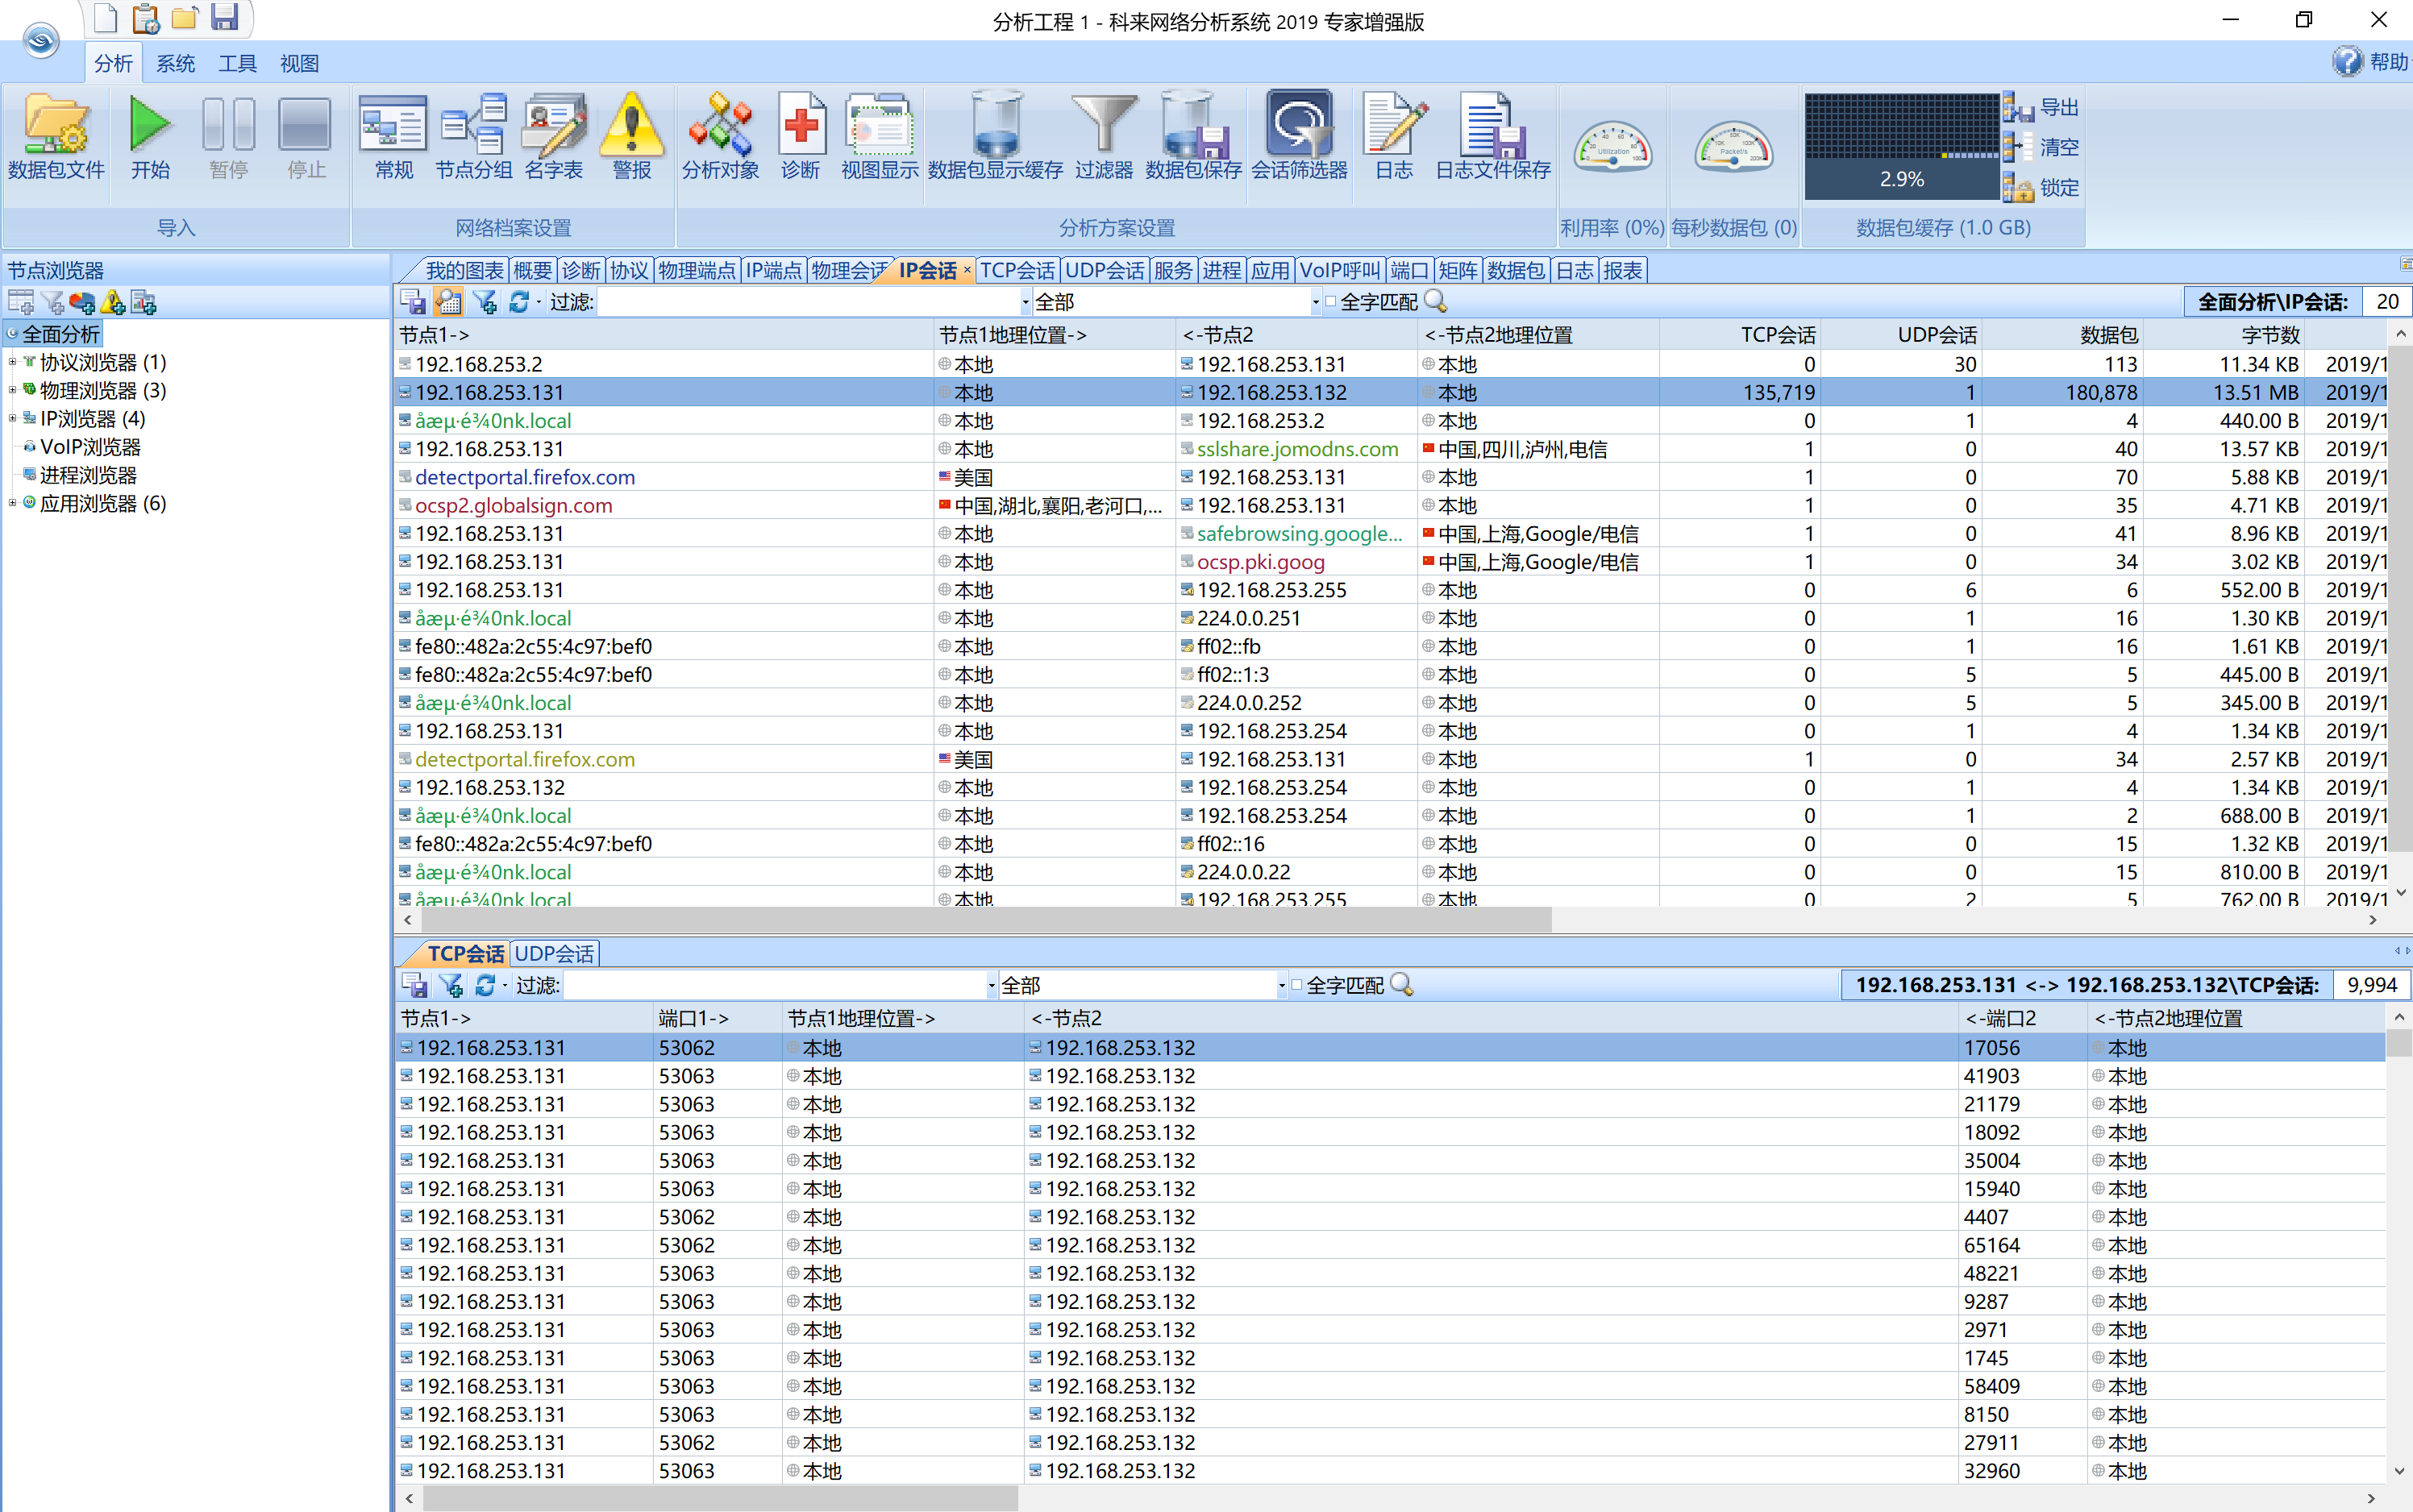 分析工程 1 - 科来网络分析系统 2019 专家增强版
分析 系统 工具 视图 帮助
数据包文件 开始 暂停 停止 常规 节点分组 名字表 警报 分析对象 诊断 视图显示 数据包显示缓存 过滤器 数据包保存 会话筛选器 日志 日志文件保存
2.9% 导出 清空 锁定
导入 网络档案设置 分析方案设置 利用率 (0%) 每秒数据包 (0) 数据包缓存 (1.0 GB)
节点浏览器
全面分析
协议浏览器 (1)
物理浏览器 (3)
IP浏览器 (4)
VoIP浏览器
进程浏览器
应用浏览器 (6)
我的图表 概要 诊断 协议 物理端点 IP端点 物理会话 IP会话 × TCP会话 UDP会话 服务 进程 应用 VoIP呼叫 端口 矩阵 数据包 日志 报表
过滤: 全部 全字匹配 全面分析\IP会话: 20
节点1-> 节点1地理位置-> <-节点2 <-节点2地理位置 TCP会话 UDP会话 数据包 字节数
192.168.253.2 本地 192.168.253.131 本地 0 30 113 11.34 KB 2019/1
192.168.253.131 本地 192.168.253.132 本地 135,719 1 180,878 13.51 MB 2019/1
åæµ·é¾0nk.local 本地 192.168.253.2 本地 0 1 4 440.00 B 2019/1
192.168.253.131 本地 sslshare.jomodns.com 中国,四川,泸州,电信 1 0 40 13.57 KB 2019/1
detectportal.firefox.com 美国 192.168.253.131 本地 1 0 70 5.88 KB 2019/1
ocsp2.globalsign.com 中国,湖北,襄阳,老河口,... 192.168.253.131 本地 1 0 35 4.71 KB 2019/1
192.168.253.131 本地 safebrowsing.google... 中国,上海,Google/电信 1 0 41 8.96 KB 2019/1
192.168.253.131 本地 ocsp.pki.goog 中国,上海,Google/电信 1 0 34 3.02 KB 2019/1
192.168.253.131 本地 192.168.253.255 本地 0 6 6 552.00 B 2019/1
åæµ·é¾0nk.local 本地 224.0.0.251 本地 0 1 16 1.30 KB 2019/1
fe80::482a:2c55:4c97:bef0 本地 ff02::fb 本地 0 1 16 1.61 KB 2019/1
fe80::482a:2c55:4c97:bef0 本地 ff02::1:3 本地 0 5 5 445.00 B 2019/1
åæµ·é¾0nk.local 本地 224.0.0.252 本地 0 5 5 345.00 B 2019/1
192.168.253.131 本地 192.168.253.254 本地 0 1 4 1.34 KB 2019/1
detectportal.firefox.com 美国 192.168.253.131 本地 1 0 34 2.57 KB 2019/1
192.168.253.132 本地 192.168.253.254 本地 0 1 4 1.34 KB 2019/1
åæµ·é¾0nk.local 本地 192.168.253.254 本地 0 1 2 688.00 B 2019/1
fe80::482a:2c55:4c97:bef0 本地 ff02::16 本地 0 0 15 1.32 KB 2019/1
åæµ·é¾0nk.local 本地 224.0.0.22 本地 0 0 15 810.00 B 2019/1
åæµ·é¾0nk.local 本地 192.168.253.255 本地 0 2 5 762.00 B 2019/1
TCP会话 UDP会话
过滤: 全部 全字匹配 192.168.253.131 <-> 192.168.253.132\TCP会话: 9,994
节点1-> 端口1-> 节点1地理位置-> <-节点2 <-端口2 <-节点2地理位置
192.168.253.131 53062 本地 192.168.253.132 17056 本地
192.168.253.131 53063 本地 192.168.253.132 41903 本地
192.168.253.131 53063 本地 192.168.253.132 21179 本地
192.168.253.131 53063 本地 192.168.253.132 18092 本地
192.168.253.131 53063 本地 192.168.253.132 35004 本地
192.168.253.131 53063 本地 192.168.253.132 15940 本地
192.168.253.131 53062 本地 192.168.253.132 4407 本地
192.168.253.131 53062 本地 192.168.253.132 65164 本地
192.168.253.131 53063 本地 192.168.253.132 48221 本地
192.168.253.131 53063 本地 192.168.253.132 9287 本地
192.168.253.131 53063 本地 192.168.253.132 2971 本地
192.168.253.131 53063 本地 192.168.253.132 1745 本地
192.168.253.131 53063 本地 192.168.253.132 58409 本地
192.168.253.131 53063 本地 192.168.253.132 8150 本地
192.168.253.131 53062 本地 192.168.253.132 27911 本地
192.168.253.131 53063 本地 192.168.253.132 32960 本地